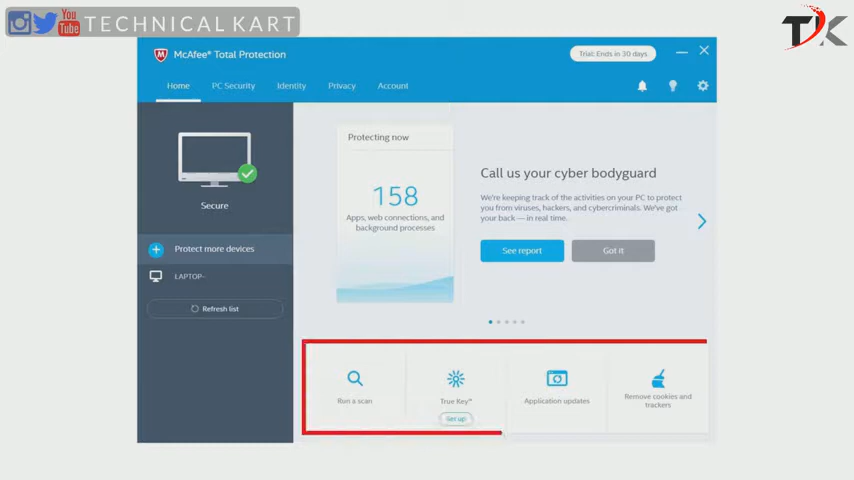 You
Tube
TECHNICAL KART
TK
McAfee® Total Protection
Trial: Ends in 30 days
Home
PC Security
Identity
Privacy
Account
Secure
Protect more devices
LAPTOP-
Refresh list
Protecting now
158
Apps, web connections, and
background processes
Call us your cyber bodyguard
We're keeping track of the activities on your PC to protect
you from viruses, hackers, and cybercriminals. We've got
your back — in real time.
See report
Got it
Run a scan
True Key™
Set up
Application updates
Remove cookies and
trackers